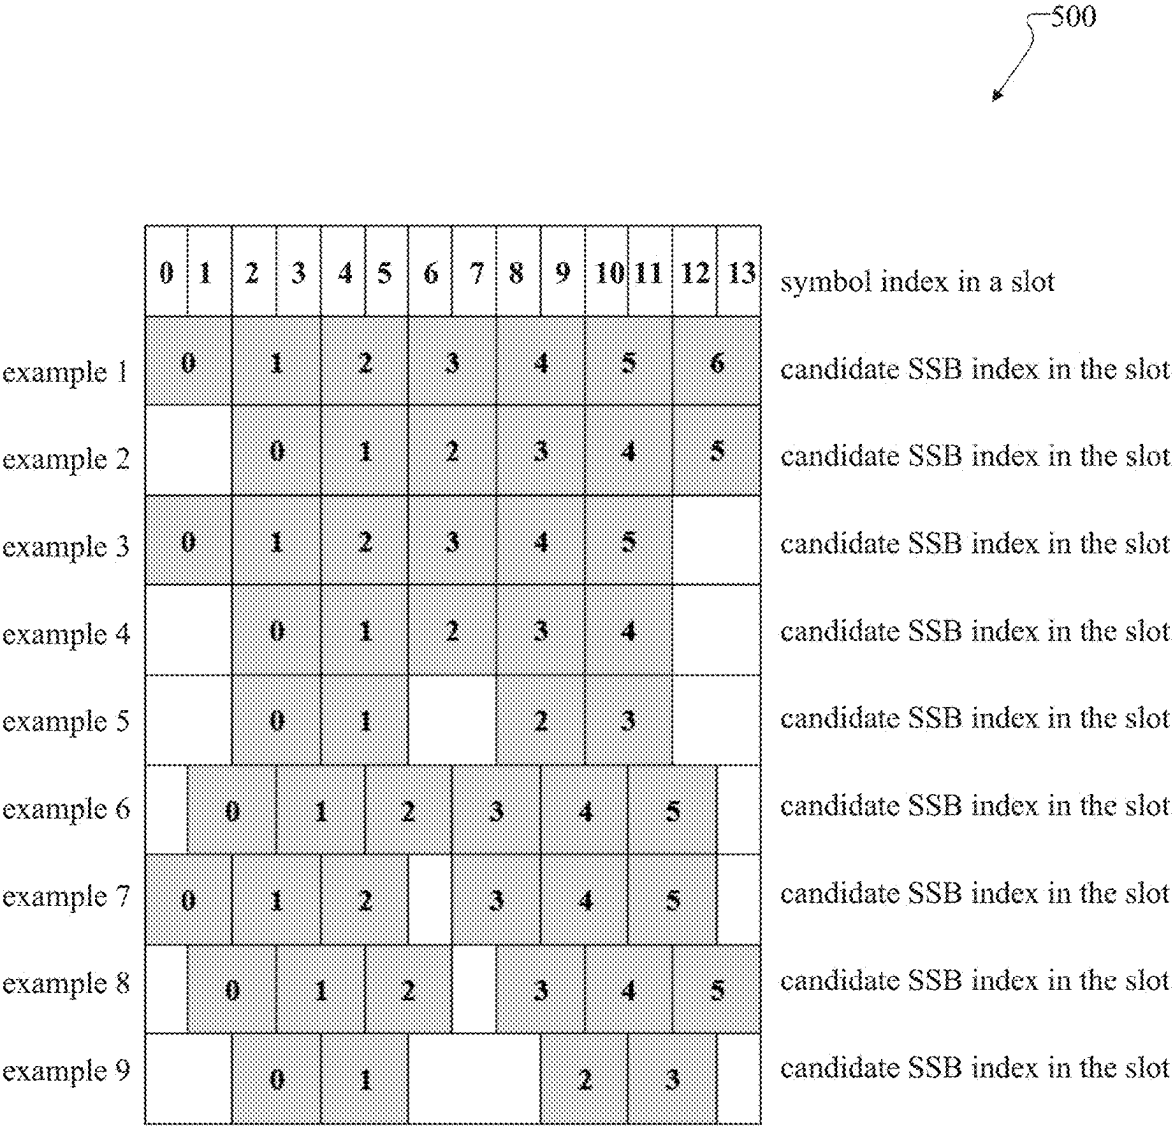 500
0 1 2 3 4 5 6 7 8 9 10 11 12 13 symbol index in a slot
example 1 0 1 2 3 4 5 6 candidate SSB index in the slot
example 2 0 1 2 3 4 5 candidate SSB index in the slot
example 3 0 1 2 3 4 5 candidate SSB index in the slot
example 4 0 1 2 3 4 candidate SSB index in the slot
example 5 0 1 2 3 candidate SSB index in the slot
example 6 0 1 2 3 4 5 candidate SSB index in the slot
example 7 0 1 2 3 4 5 candidate SSB index in the slot
example 8 0 1 2 3 4 5 candidate SSB index in the slot
example 9 0 1 2 3 candidate SSB index in the slot